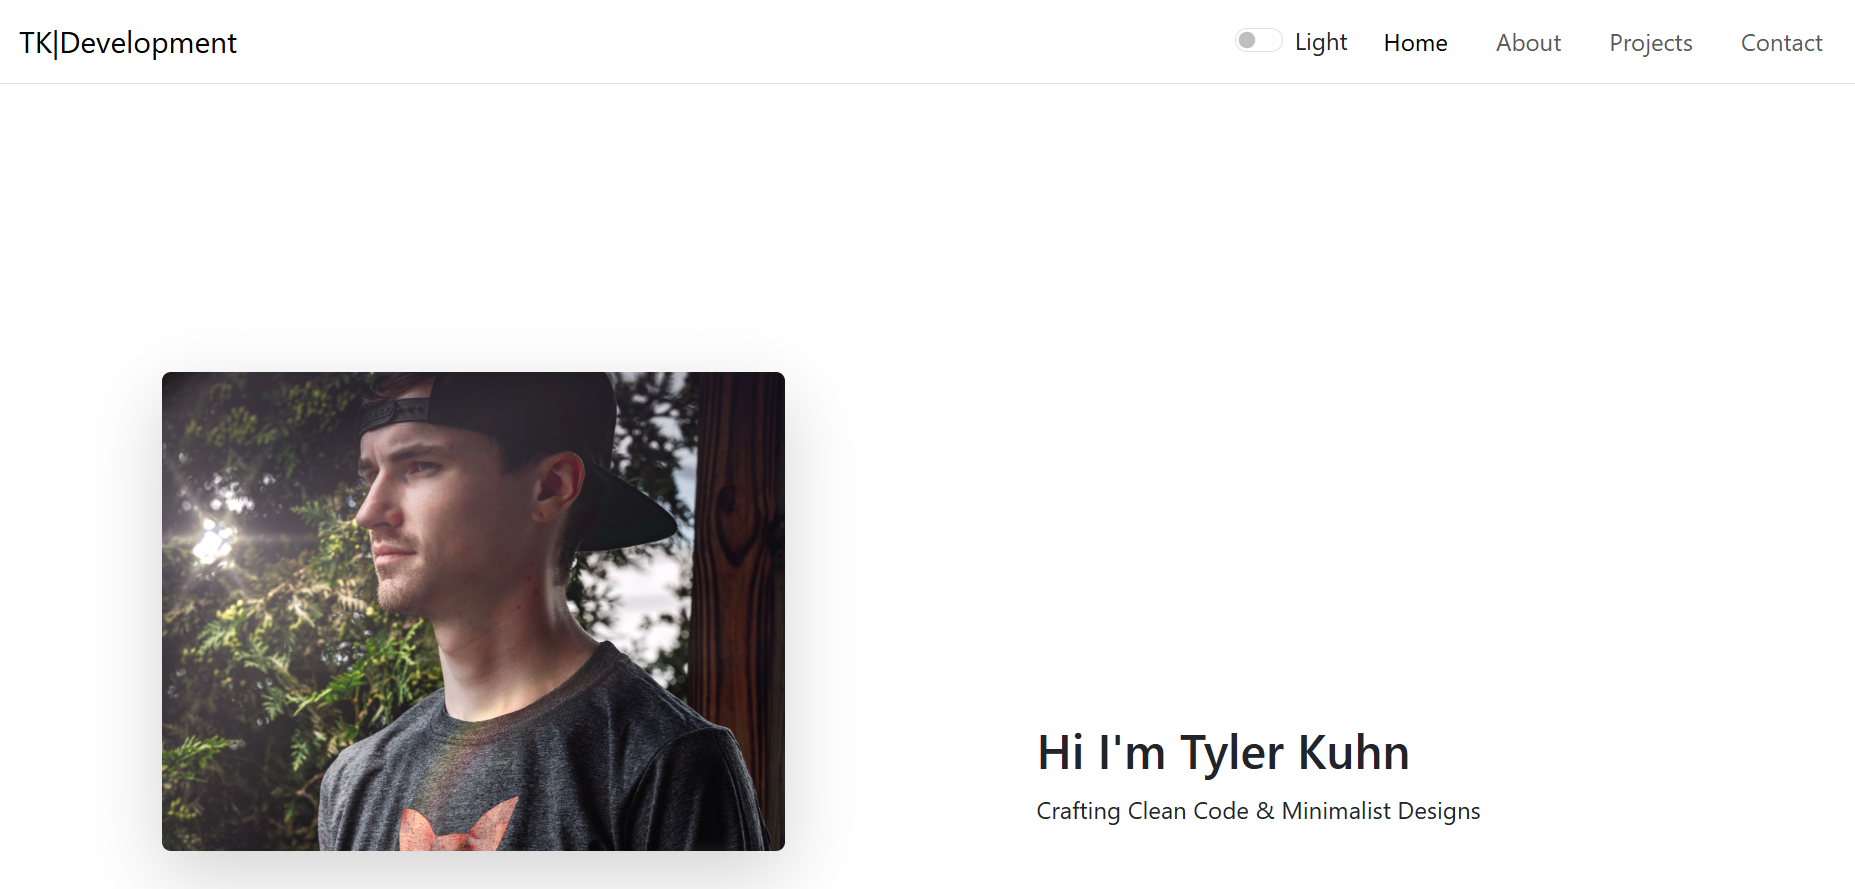 TK|Development
Light Home About Projects Contact
Hi I'm Tyler Kuhn
Crafting Clean Code & Minimalist Designs